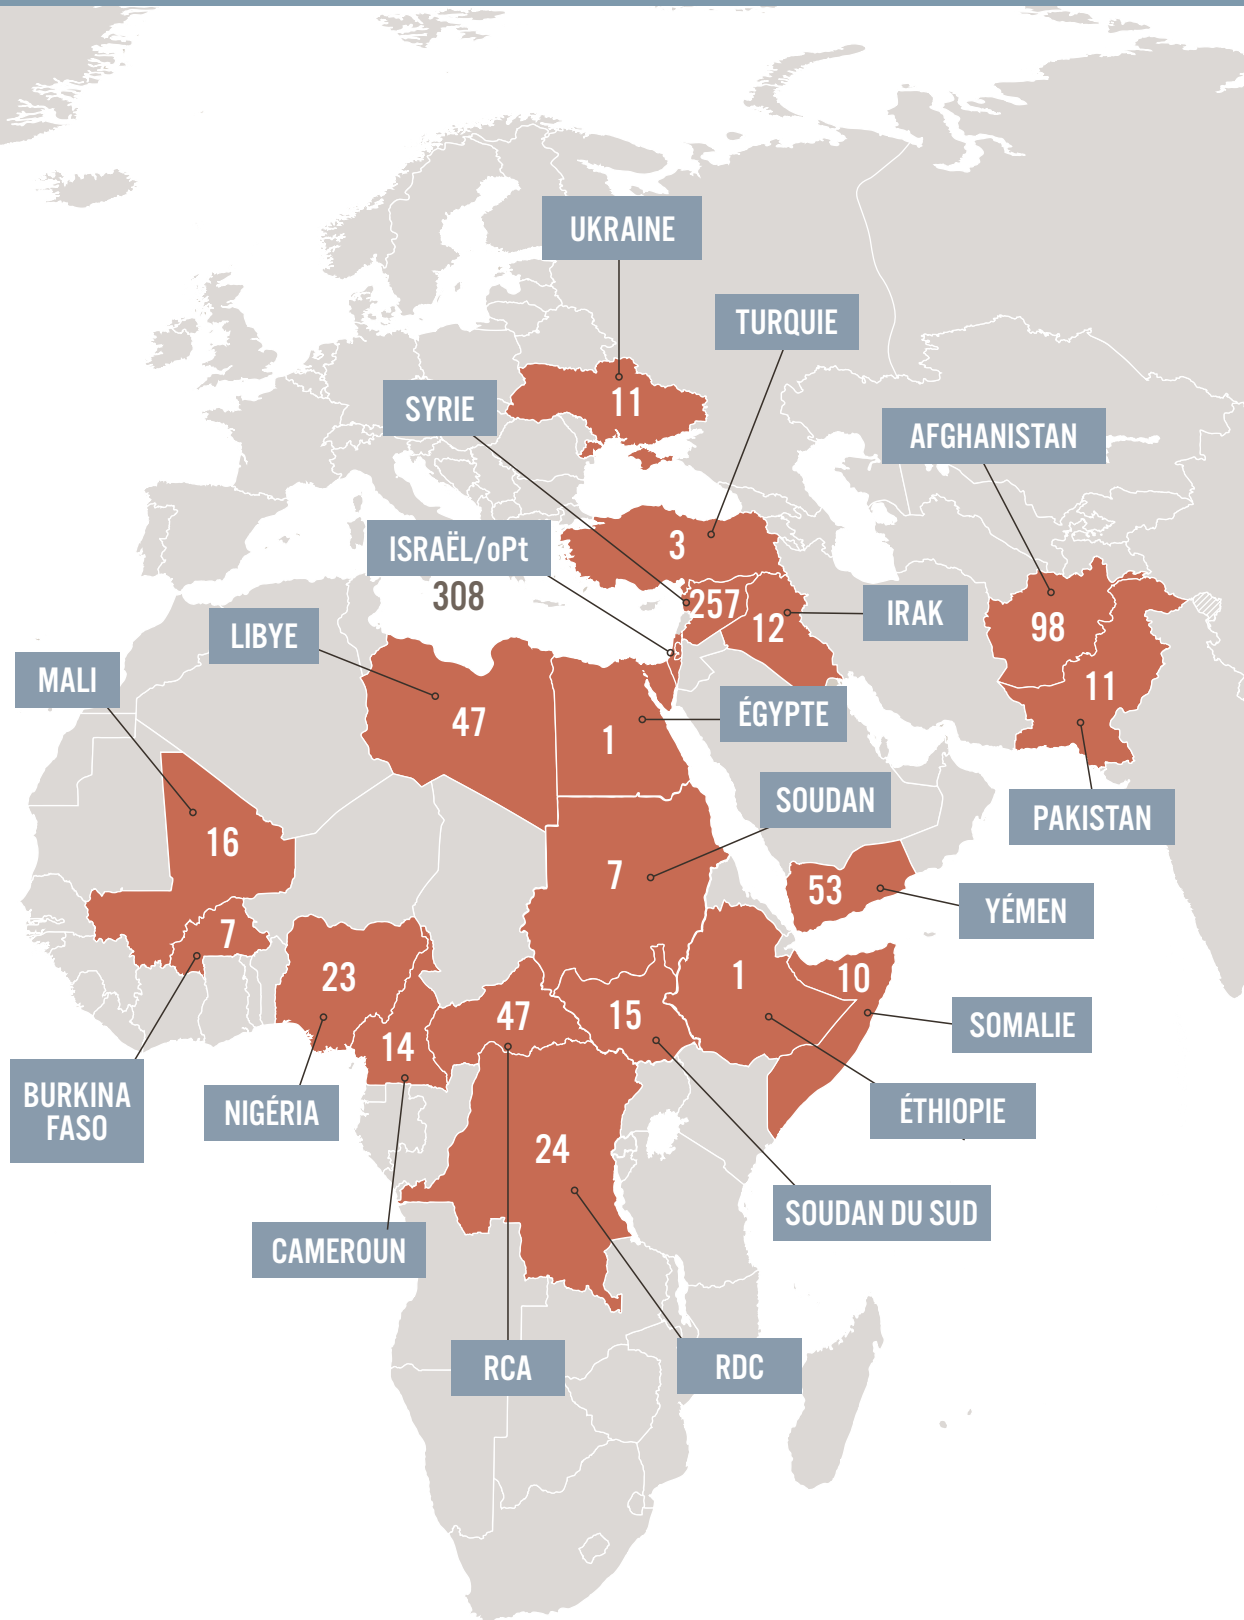 UKRAINE
11
TURQUIE
3
SYRIE
257
AFGHANISTAN
98
ISRAËL/oPt
308
IRAK
12
LIBYE
47
MALI
16
ÉGYPTE
1
PAKISTAN
11
SOUDAN
7
YÉMEN
53
BURKINA
FASO
7
NIGÉRIA
23
CAMEROUN
14
RCA
47
SOUDAN DU SUD
15
ÉTHIOPIE
1
SOMALIE
10
RDC
24